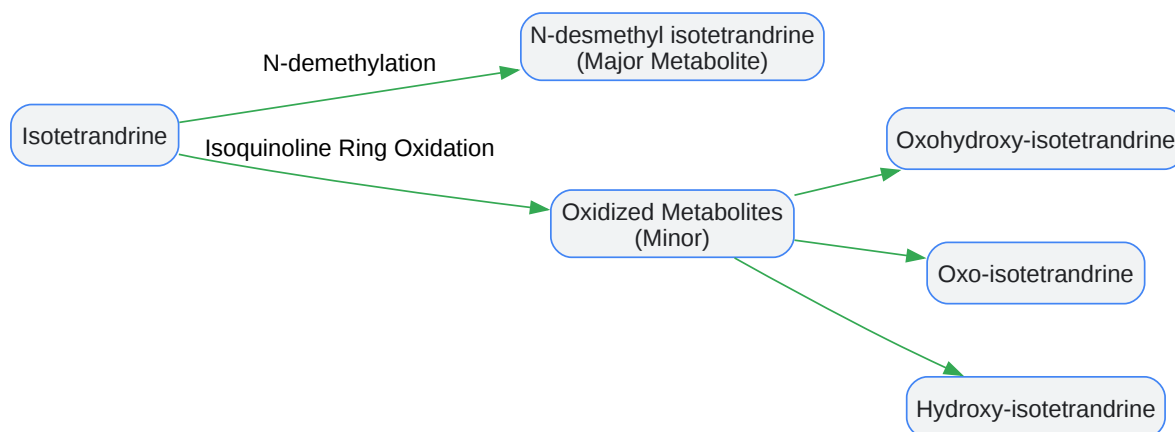 N-desmethyl isotetrandrine
(Major Metabolite)
N-demethylation
Isotetrandrine
Isoquinoline Ring Oxidation
Oxohydroxy-isotetrandrine
Oxidized Metabolites
(Minor)
Oxo-isotetrandrine
Hydroxy-isotetrandrine